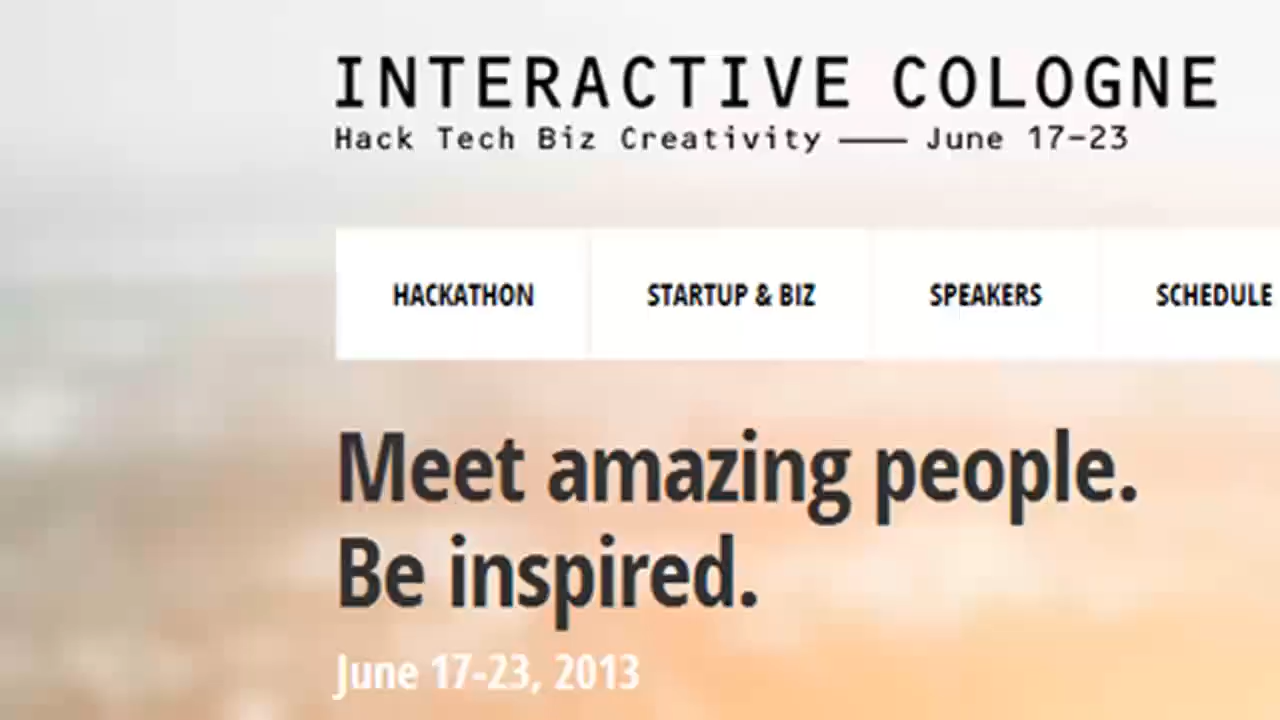 INTERACTIVE COLOGNE
Hack Tech Biz Creativity —— June 17-23
HACKATHON STARTUP & BIZ SPEAKERS SCHEDULE
Meet amazing people.
Be inspired.
June 17-23, 2013